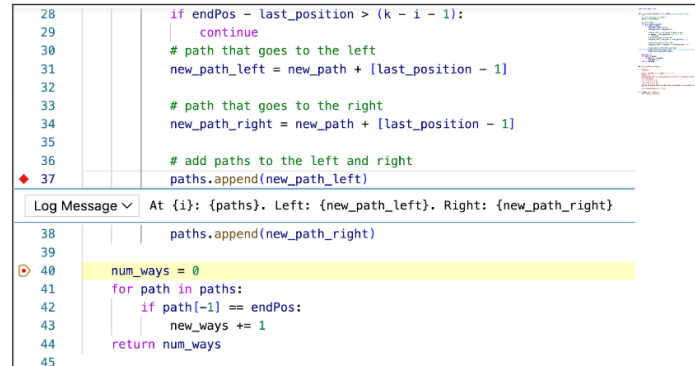 28 if endPos - last_position > (k - i - 1):
29 continue
30 # path that goes to the left
31 new_path_left = new_path + [last_position - 1]
32
33 # path that goes to the right
34 new_path_right = new_path + [last_position - 1]
35
36 # add paths to the left and right
37 paths.append(new_path_left)
Log Message At {i}: {paths}. Left: {new_path_left}. Right: {new_path_right}
38 paths.append(new_path_right)
39
40 num_ways = 0
41 for path in paths:
42 if path[-1] == endPos:
43 new_ways += 1
44 return num_ways
45